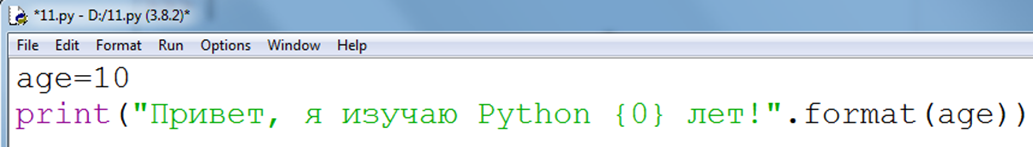 *11.py - D:/11.py (3.8.2)*
File Edit Format Run Options Window Help
age=10
print("Привет, я изучаю Python {0} лет!".format(age))